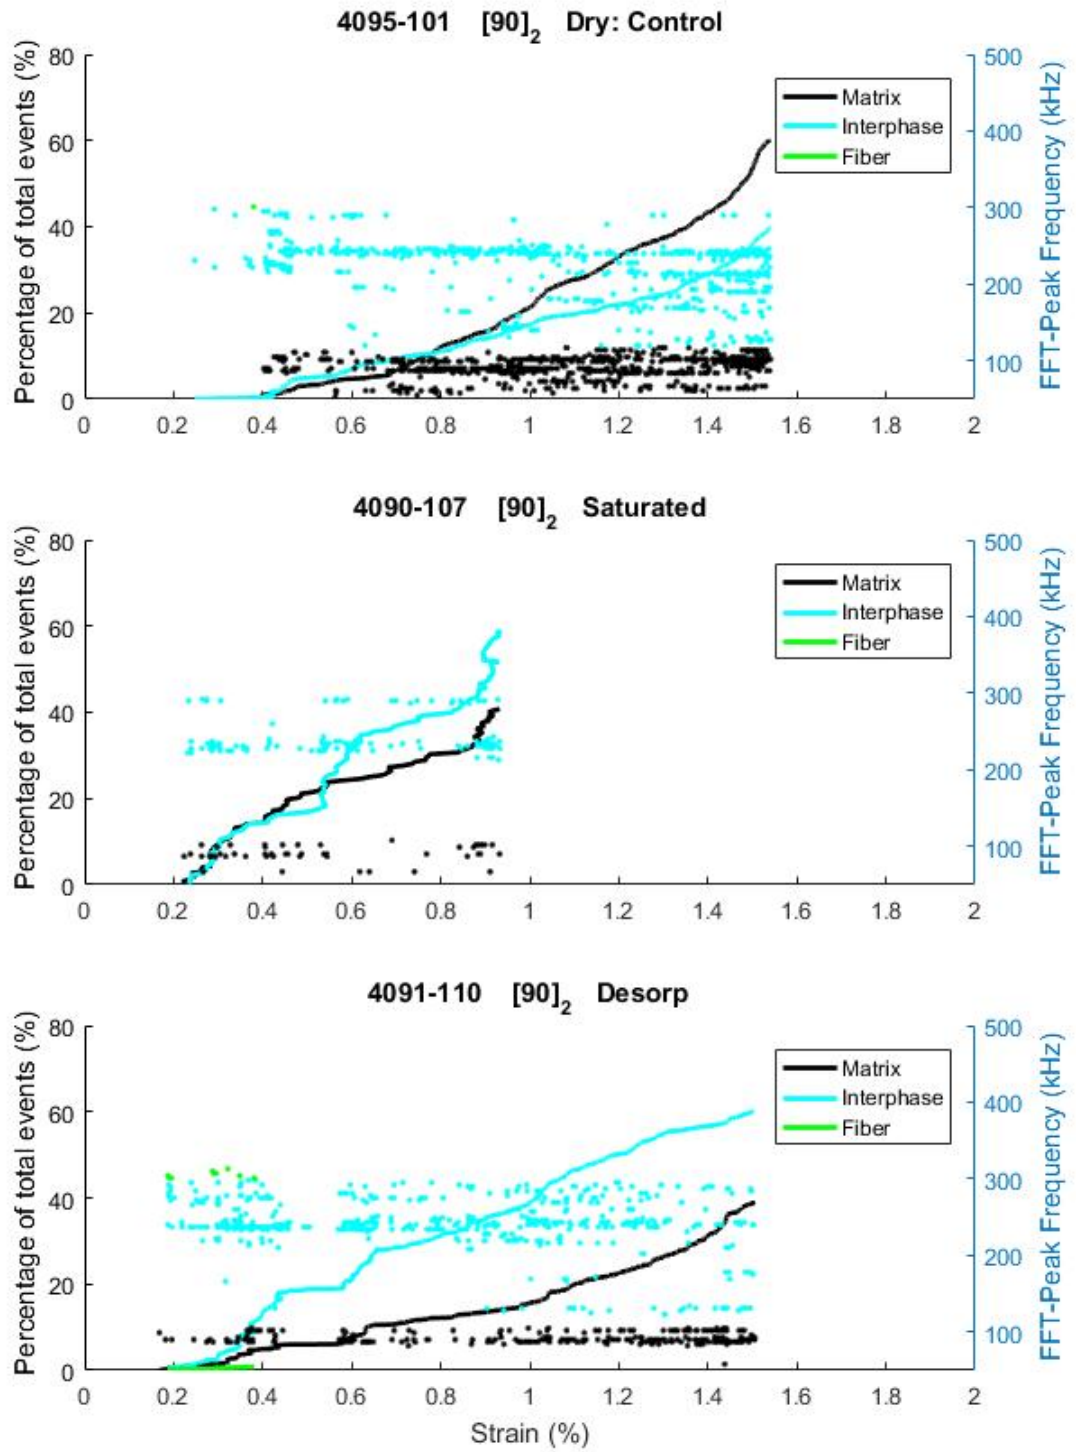 4095-101 [90]2 Dry: Control
Percentage of total events (%)
80
60
40
20
0
0 0.2 0.4 0.6 0.8 1 1.2 1.4 1.6 1.8 2
500
400
300
200
100
FFT-Peak Frequency (kHz)
Matrix
Interphase
Fiber
4090-107 [90]2 Saturated
Percentage of total events (%)
80
60
40
20
0
0 0.2 0.4 0.6 0.8 1 1.2 1.4 1.6 1.8 2
500
400
300
200
100
FFT-Peak Frequency (kHz)
Matrix
Interphase
Fiber
4091-110 [90]2 Desorp
Percentage of total events (%)
80
60
40
20
0
0 0.2 0.4 0.6 0.8 1 1.2 1.4 1.6 1.8 2
500
400
300
200
100
FFT-Peak Frequency (kHz)
Matrix
Interphase
Fiber
Strain (%)